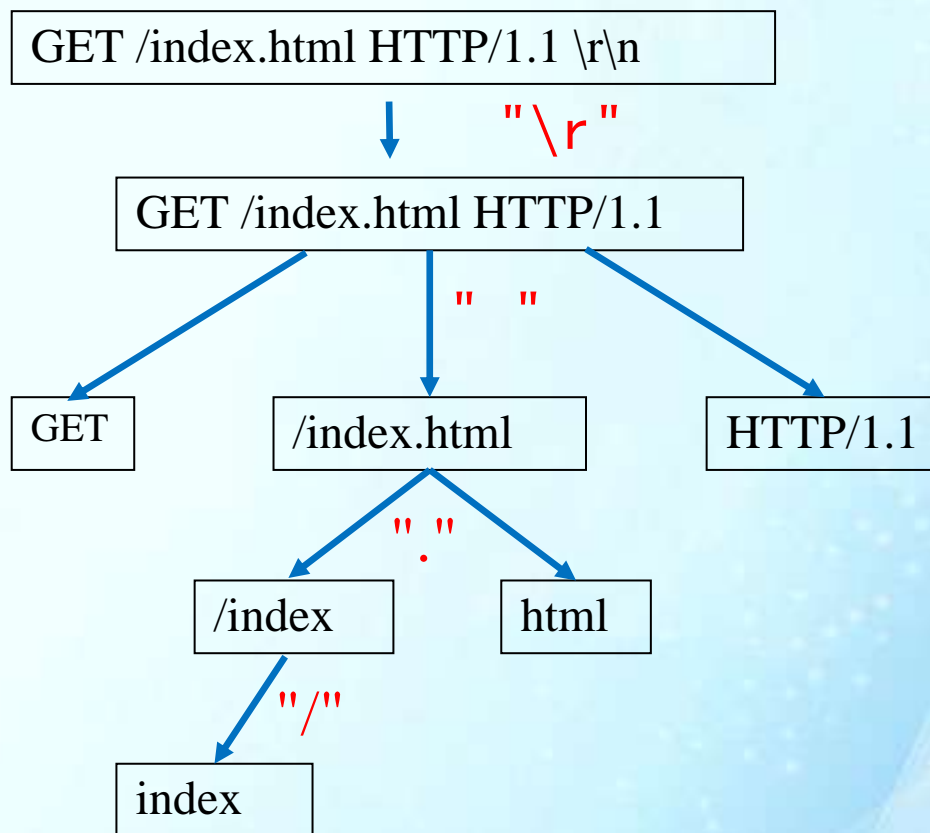 GET /index.html HTTP/1.1 \r\n
"\r"
GET /index.html HTTP/1.1
" "
GET
/index.html
HTTP/1.1
"."
/index
html
"/"
index